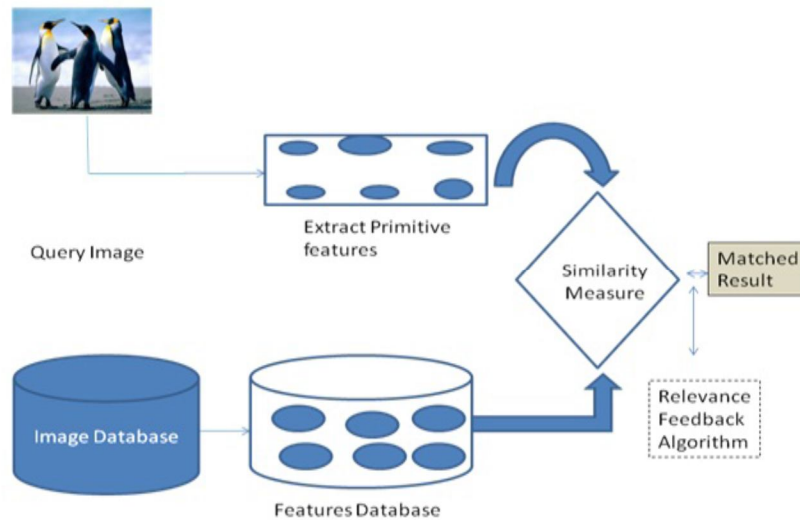 Extract Primitive
features
Query Image
Similarity
Measure
Matched
Result
Image Database
Relevance
Feedback
Algorithm
Features Database